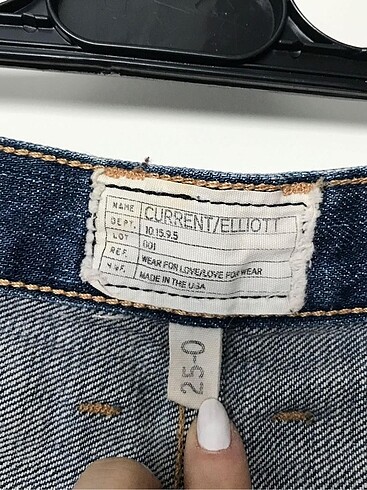 NAME CURRENT/ELLIOTT
DEPT. 10.15.9.5
LOT 001
REF. WEAR FOR LOVE/LOVE FOR WEAR
MADE IN THE USA
25-0